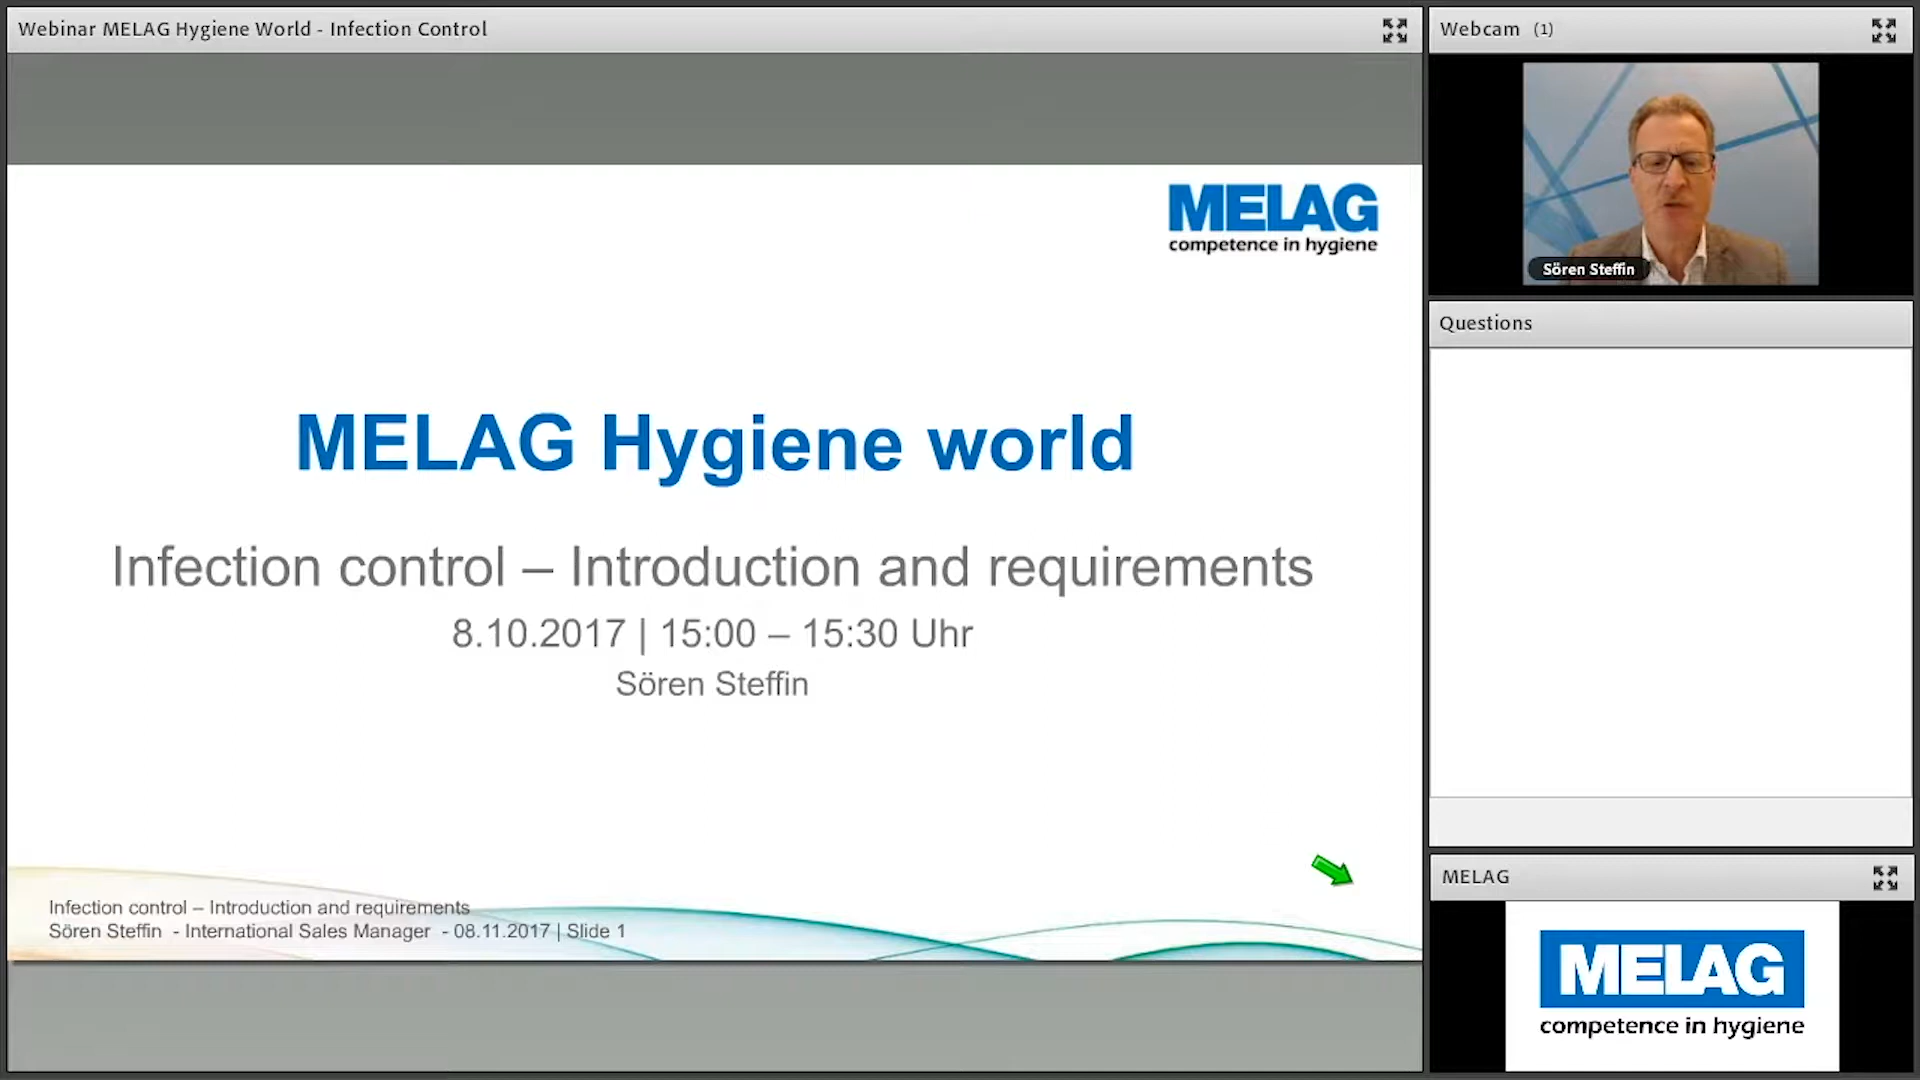 Webinar MELAG Hygiene World - Infection Control
MELAG
competence in hygiene
MELAG Hygiene world
Infection control – Introduction and requirements
8.10.2017 | 15:00 – 15:30 Uhr
Sören Steffin
Infection control – Introduction and requirements
Sören Steffin - International Sales Manager - 08.11.2017 | Slide 1
Webcam (1)
Sören Steffin
Questions
MELAG
MELAG
competence in hygiene